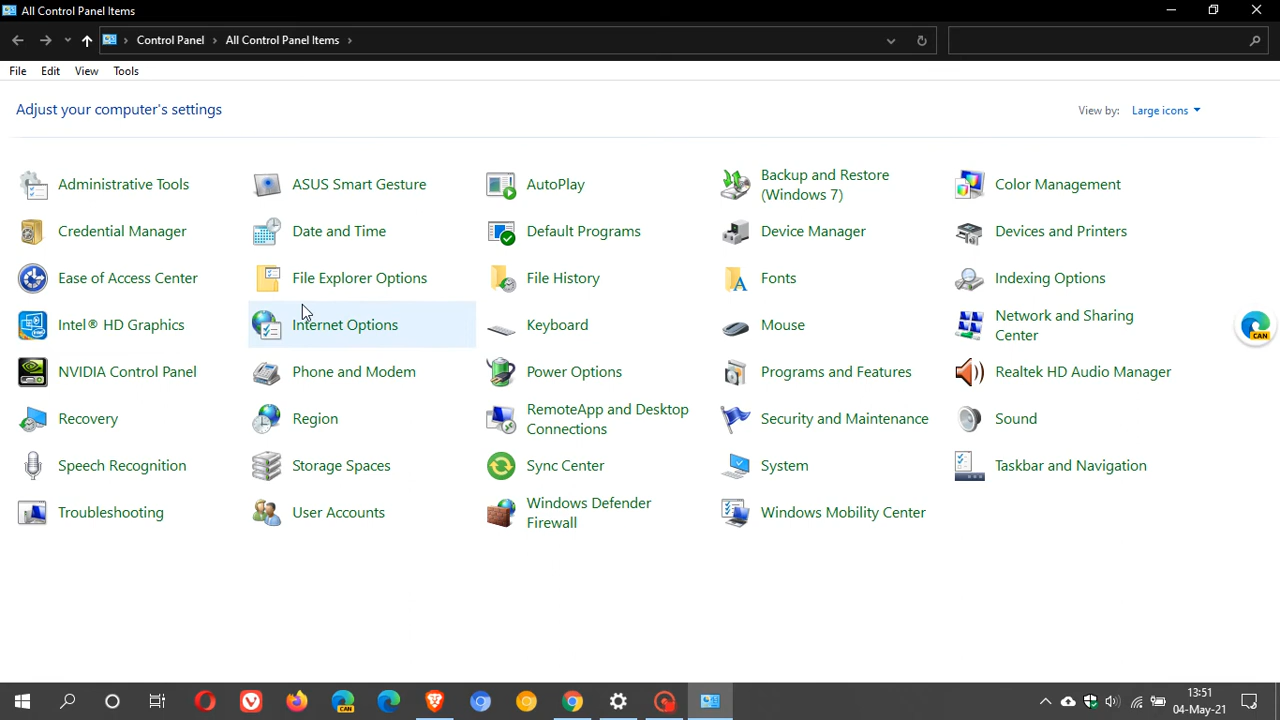 All Control Panel Items
Control Panel
All Control Panel Items
File
Edit
View
Tools
Adjust your computer's settings
View by:
Large icons
Administrative Tools
ASUS Smart Gesture
AutoPlay
Backup and Restore
(Windows 7)
Color Management
Credential Manager
Date and Time
Default Programs
Device Manager
Devices and Printers
Ease of Access Center
File Explorer Options
File History
Fonts
Indexing Options
Intel® HD Graphics
Internet Options
Keyboard
Mouse
Network and Sharing
Center
CAN
NVIDIA Control Panel
Phone and Modem
Power Options
Programs and Features
Realtek HD Audio Manager
Recovery
Region
RemoteApp and Desktop
Connections
Security and Maintenance
Sound
Speech Recognition
Storage Spaces
Sync Center
System
Taskbar and Navigation
Troubleshooting
User Accounts
Windows Defender
Firewall
Windows Mobility Center
CAN
13:51
04-May-21